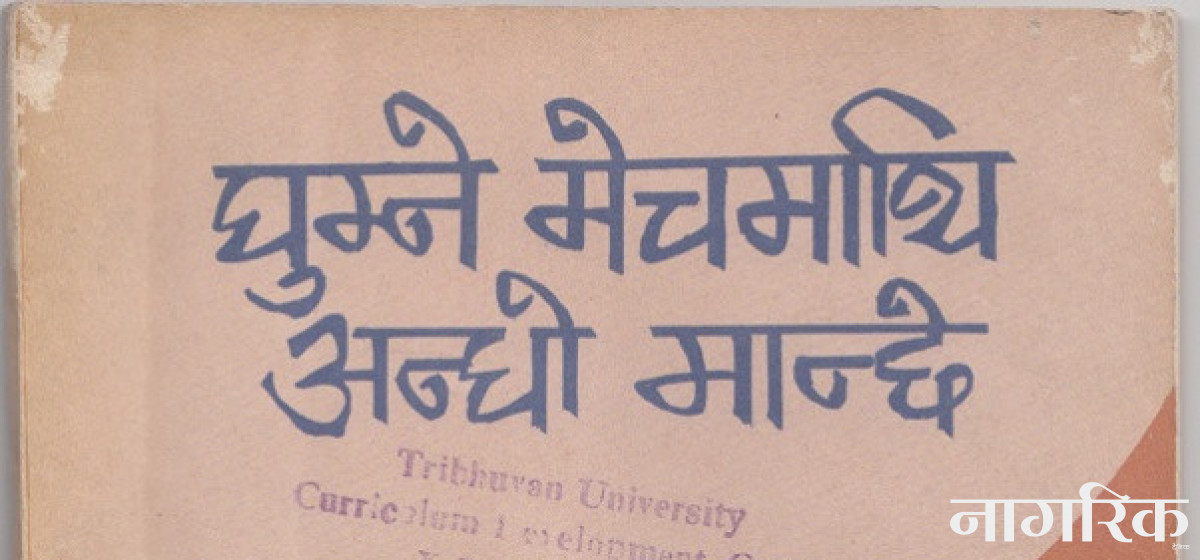 घुम्ने मेचमाथि
अन्धो मान्छे
Tribhuvan University
नागरिक